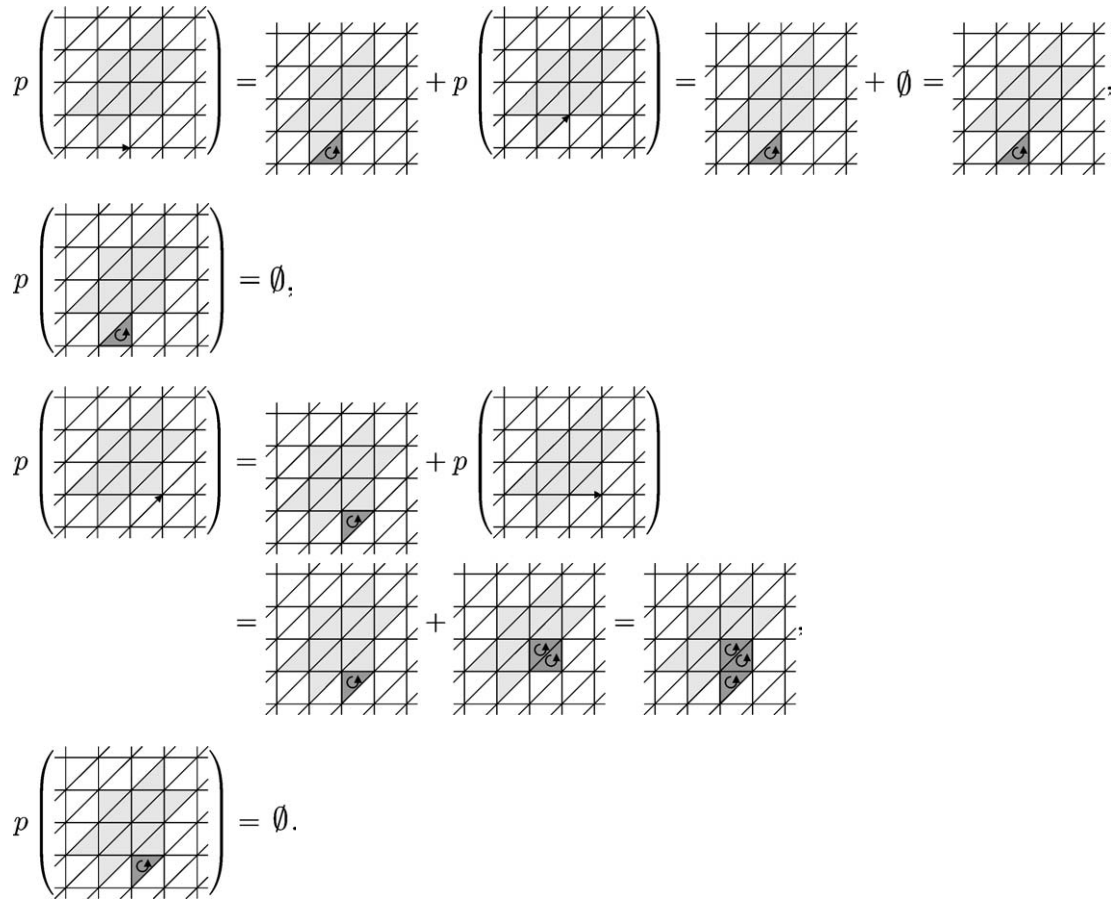 p ( ) = + p ( ) = + ∅ = ,
p ( ) = ∅,
p ( ) = + p ( )
= + = ,
p ( ) = ∅.